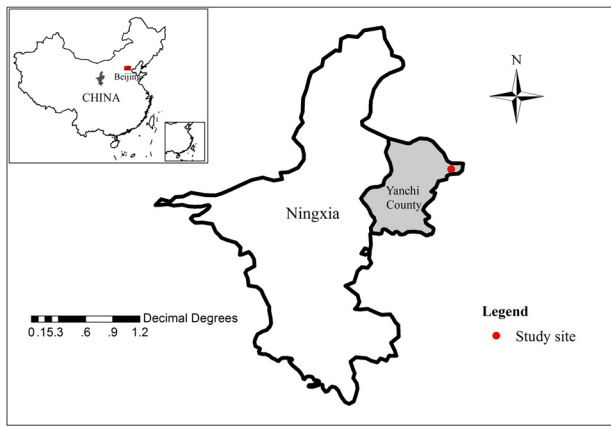 Beijing
CHINA
N
Yanchi
County
Ningxia
Decimal Degrees
0.15.3 .6 .9 1.2
Legend
Study site